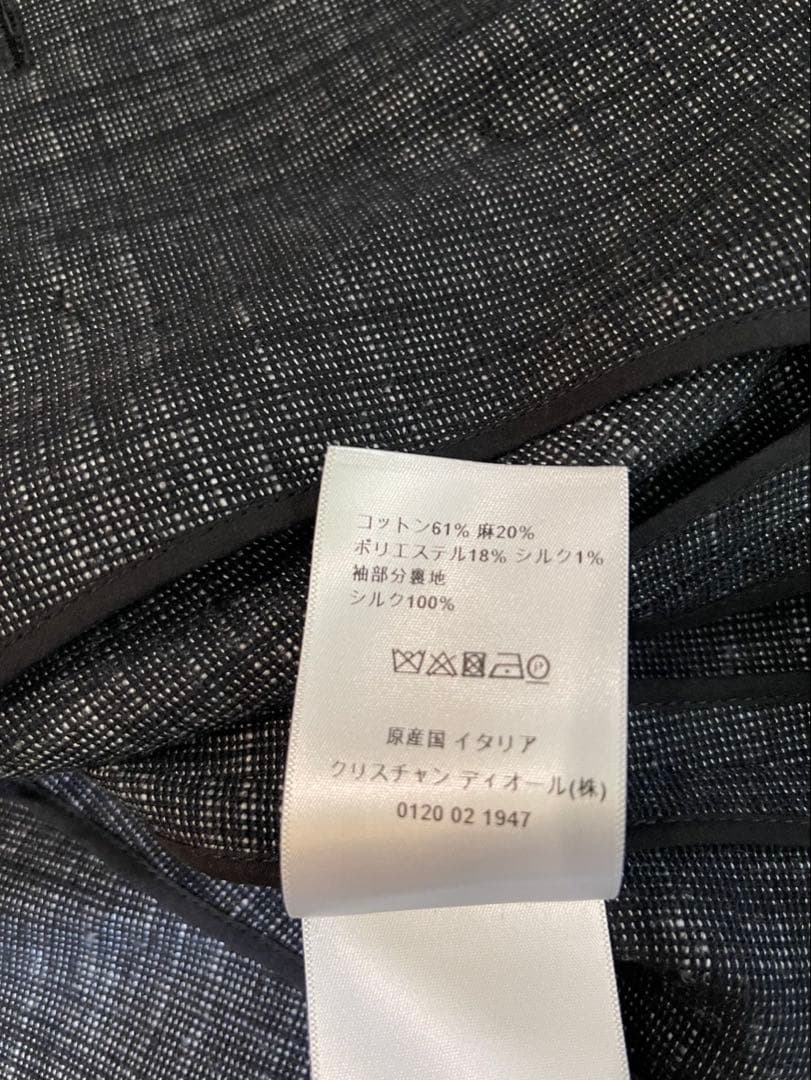 コットン61% 麻20%
ポリエステル18% シルク1%
袖部分裏地
シルク100%
P
原産国 イタリア
クリスチャン ディオール(株)
0120 02 1947